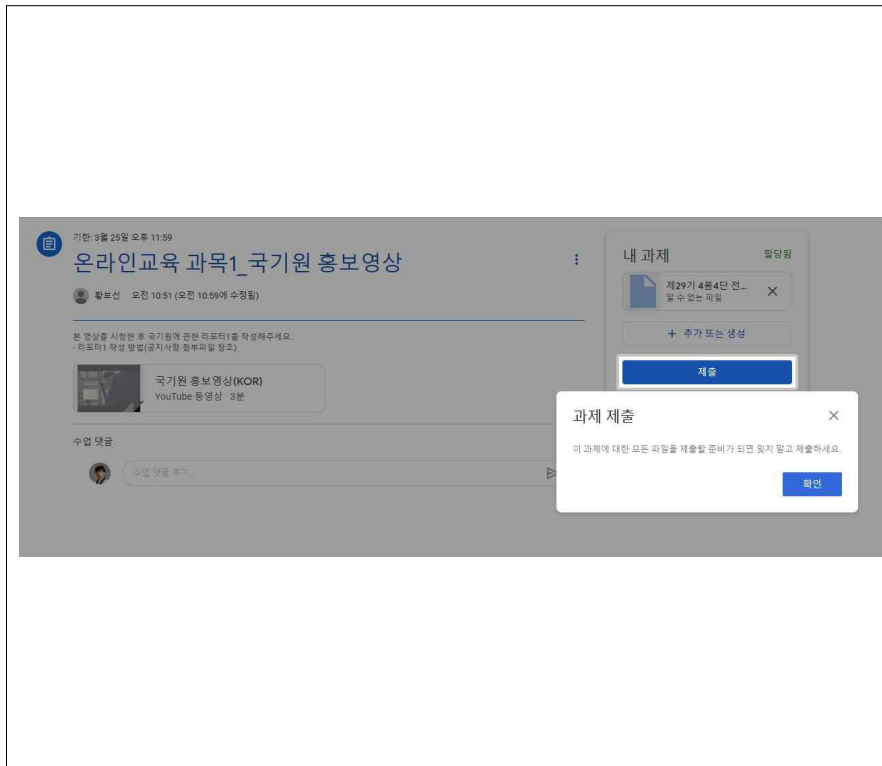 기한: 3월 25일 오후 11:59
온라인교육 과목1_국기원 홍보영상
황보선 오전 10:51 (오전 10:59에 수정됨)
본 영상을 시청한 후 국기원에 관한 리포터1를 작성해주세요.
- 리포터1 작성 방법(공지사항 첨부파일 참조)
국기원 홍보영상(KOR)
YouTube 동영상 3분
수업 댓글
수업 댓글 추가...
내 과제
할당됨
제29기 4품4단 전...
알 수 없는 파일
+ 추가 또는 생성
제출
과제 제출
이 과제에 대한 모든 파일을 제출할 준비가 되면 잊지 말고 제출하세요.
확인